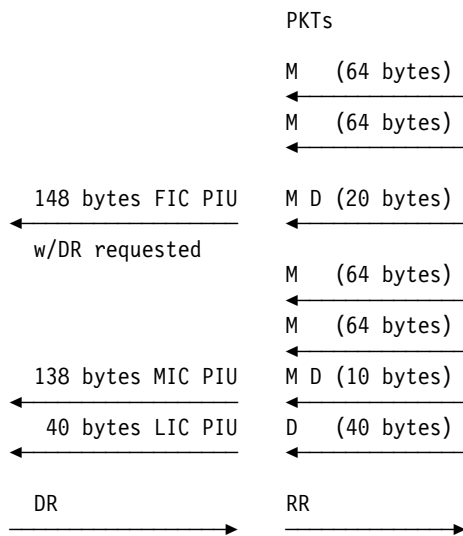 PKTs
M (64 bytes)
M (64 bytes)
148 bytes FIC PIU M D (20 bytes)
w/DR requested
M (64 bytes)
M (64 bytes)
138 bytes MIC PIU M D (10 bytes)
40 bytes LIC PIU D (40 bytes)
DR RR